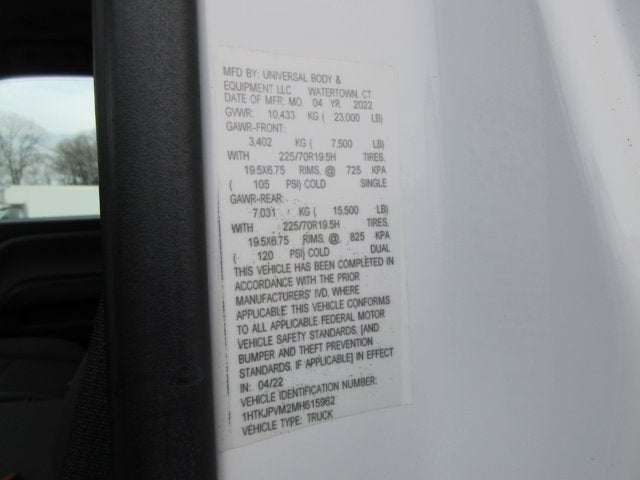 MFD BY: UNIVERSAL BODY &
EQUIPMENT LLC WATERTOWN, CT
DATE OF MFR: MO 04 YR. 2022
GVWR: 10,433 KG ( 23,000 LB)
GAWR-FRONT:
3,402 KG ( 7,500 LB)
WITH 225/70R19.5H TIRES,
19.5X6.75 RIMS, @ 725 KPA
( 105 PSI) COLD SINGLE
GAWR-REAR:
7,031 KG ( 15,500 LB)
WITH 225/70R19.5H TIRES,
19.5X6.75 RIMS, @ 825 KPA
( 120 PSI) COLD DUAL
THIS VEHICLE HAS BEEN COMPLETED IN
ACCORDANCE WITH THE PRIOR
MANUFACTURERS' IVD, WHERE
APPLICABLE THIS VEHICLE CONFORMS
TO ALL APPLICABLE FEDERAL MOTOR
VEHICLE SAFETY STANDARDS, [AND
BUMPER AND THEFT PREVENTION
STANDARDS, IF APPLICABLE] IN EFFECT
IN: 04/22
VEHICLE IDENTIFICATION NUMBER:
1HTKJPVM2MH615962
VEHICLE TYPE: TRUCK